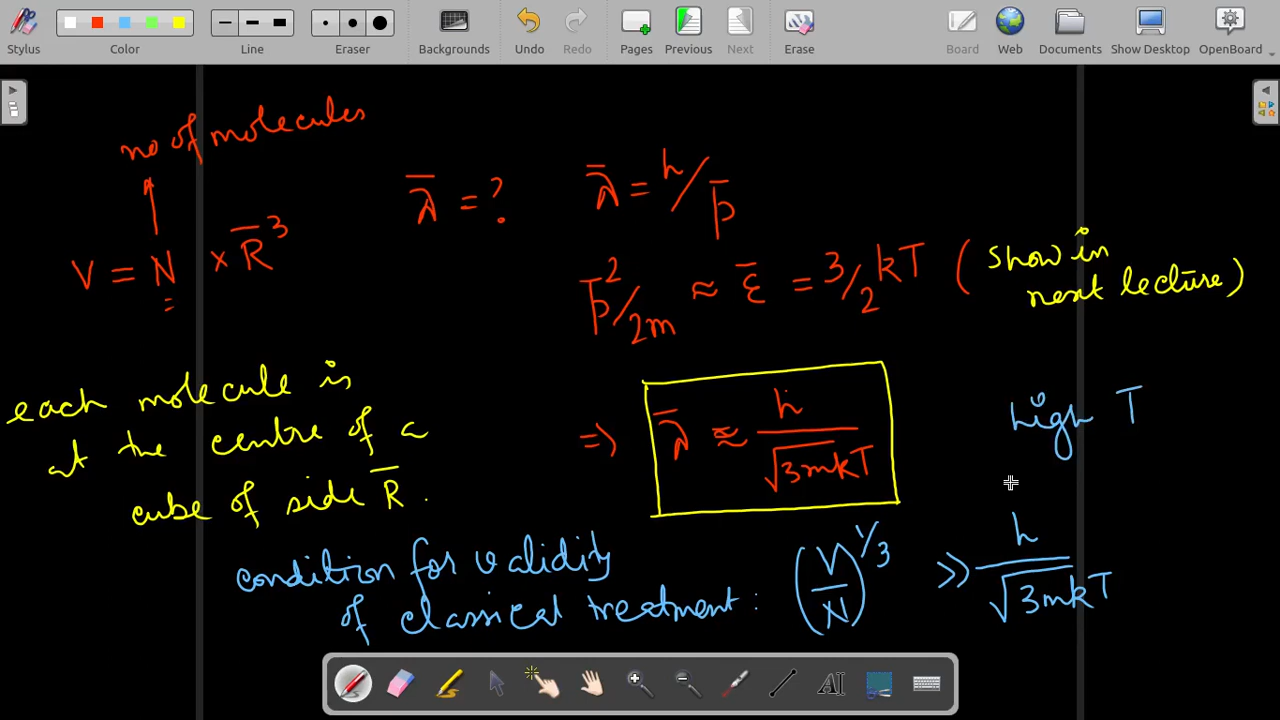 Stylus
Color
Line
Eraser
Backgrounds
Undo
Redo
Pages
Previous
Next
Erase
Board
Web
Documents
Show Desktop
OpenBoard
no of molecules
V = N × R̄³
λ̄ = ?
λ̄ = h/p̄
p̄²/2m ≈ ε̄ = 3/2 kT (show in
next lecture)
each molecule is
at the centre of a
cube of side R̄.
⇒ λ̄ ≈ h/√3mkT
high T
condition for validity
of classical treatment: (V/N)^1/3 >> h/√3mkT